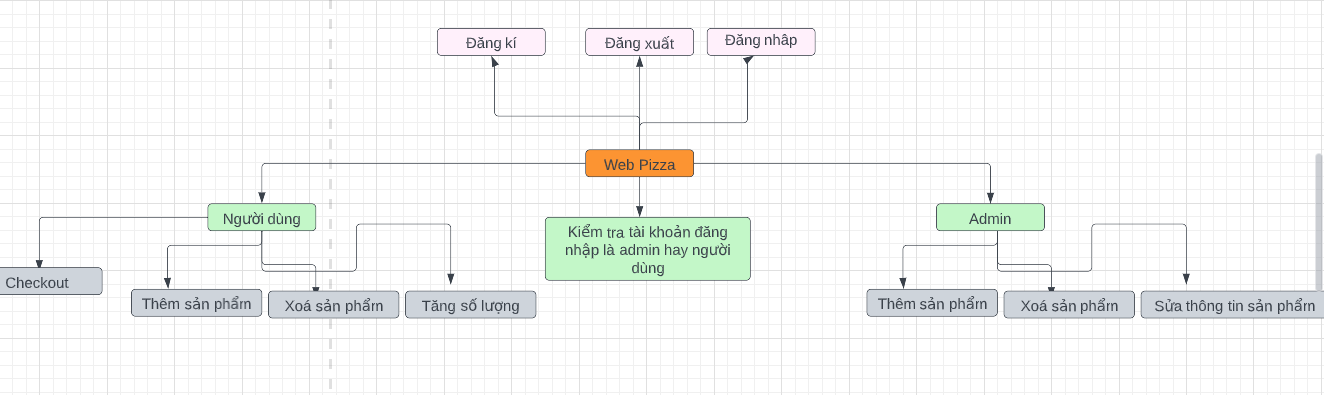 Đăng kí
Đăng xuất
Đăng nhâp
Web Pizza
Người dùng
Kiểm tra tài khoản đăng
nhập là admin hay người
dùng
Admin
Checkout
Thêm sản phẩm
Xoá sản phẩm
Tăng số lượng
Thêm sản phẩm
Xoá sản phẩm
Sửa thông tin sản phẩm